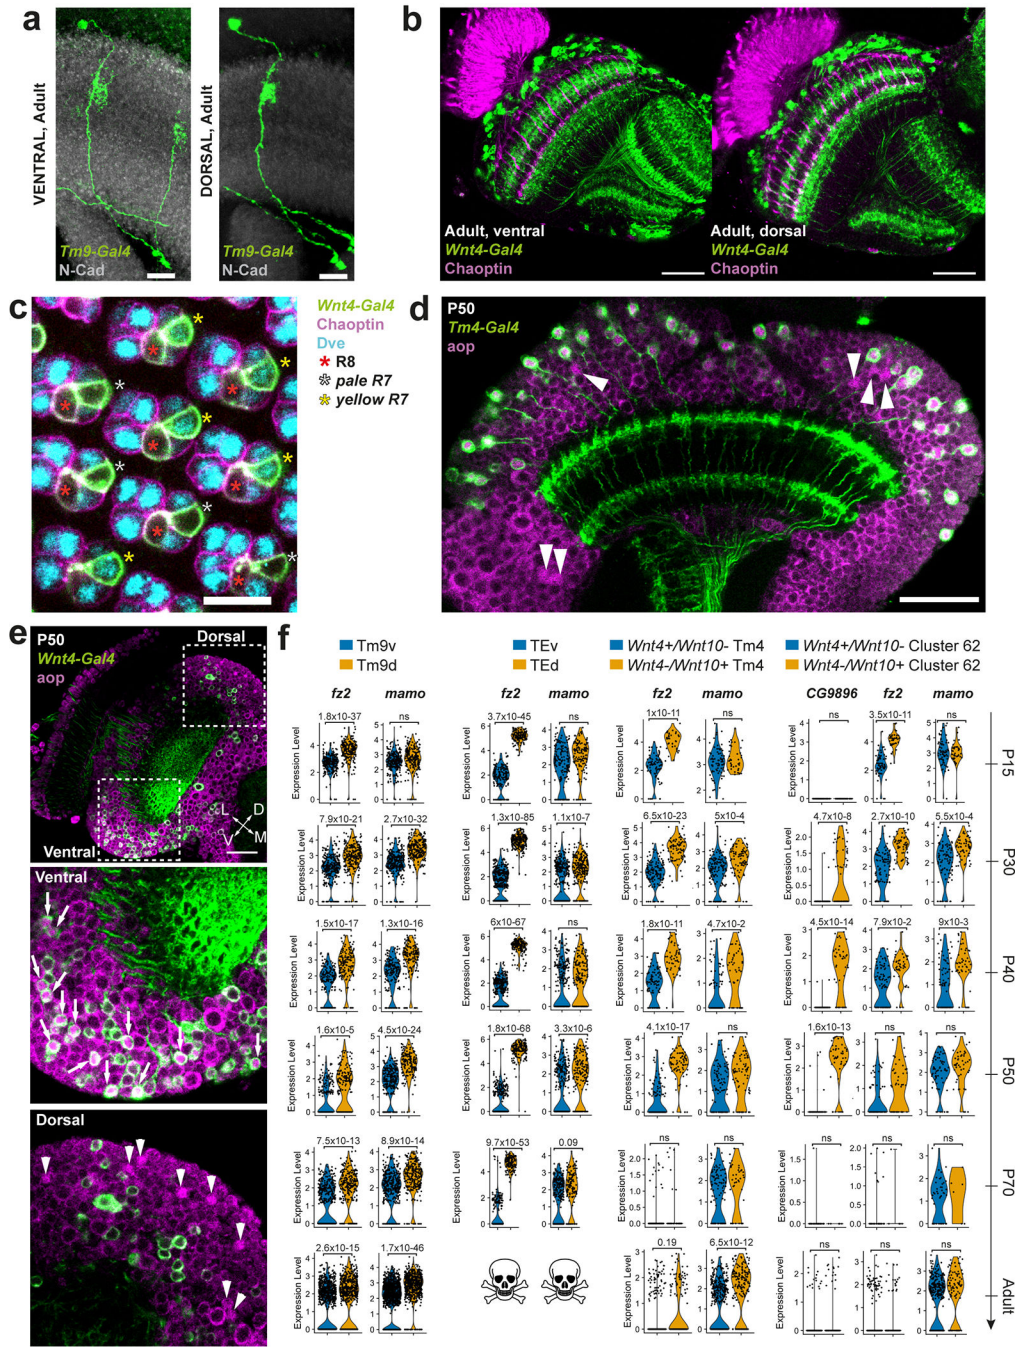 a
VENTRAL, Adult
Tm9-Gal4
N-Cad
DORSAL, Adult
Tm9-Gal4
N-Cad
b
Adult, ventral
Wnt4-Gal4
Chaoptin
Adult, dorsal
Wnt4-Gal4
Chaoptin
c
Wnt4-Gal4
Chaoptin
Dve
* R8
* pale R7
* yellow R7
d
P50
Tm4-Gal4
aop
e
P50
Wnt4-Gal4
aop
Dorsal
Ventral
L D
V M
Ventral
Dorsal
f
Tm9v
Tm9d
TEv
TEd
Wnt4+/Wnt10- Tm4
Wnt4-/Wnt10+ Tm4
Wnt4+/Wnt10- Cluster 62
Wnt4-/Wnt10+ Cluster 62
fz2 mamo fz2 mamo fz2 mamo CG9896 fz2 mamo
Expression Level
1.8x10-37 ns 3.7x10-45 ns 1x10-11 ns ns 3.5x10-11 ns
P15
Expression Level
7.9x10-21 2.7x10-32 1.3x10-85 1.1x10-7 6.5x10-23 5x10-4 4.7x10-8 2.7x10-10 5.5x10-4
P30
Expression Level
1.5x10-17 1.3x10-16 6x10-67 ns 1.8x10-11 4.7x10-2 4.5x10-14 7.9x10-2 9x10-3
P40
Expression Level
1.6x10-5 4.5x10-24 1.8x10-68 3.3x10-6 4.1x10-17 ns 1.6x10-13 ns ns
P50
Expression Level
7.5x10-13 8.9x10-14 9.7x10-53 0.09 ns ns ns ns ns
P70
Expression Level
2.6x10-15 1.7x10-46 0.19 6.5x10-12 ns ns ns
Adult